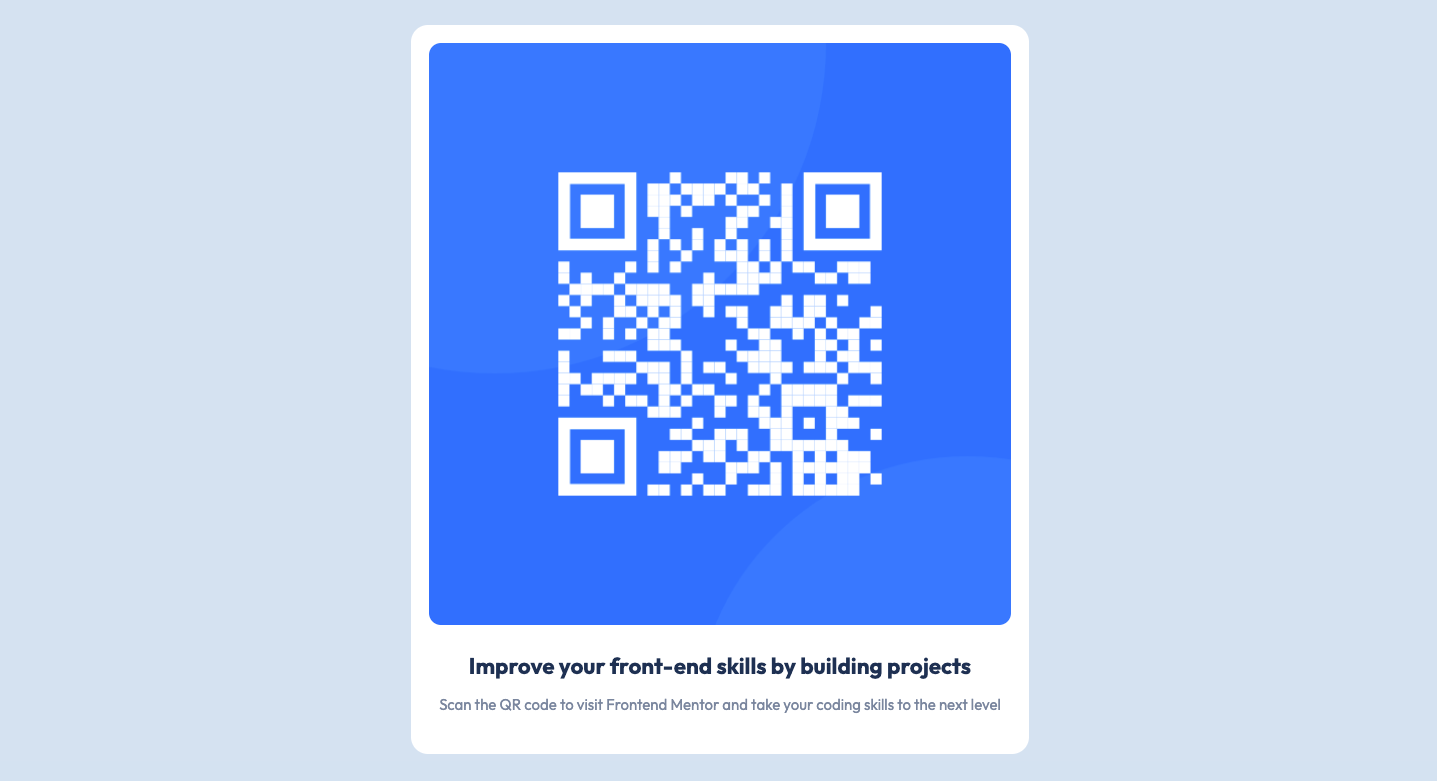 Improve your front-end skills by building projects
Scan the QR code to visit Frontend Mentor and take your coding skills to the next level